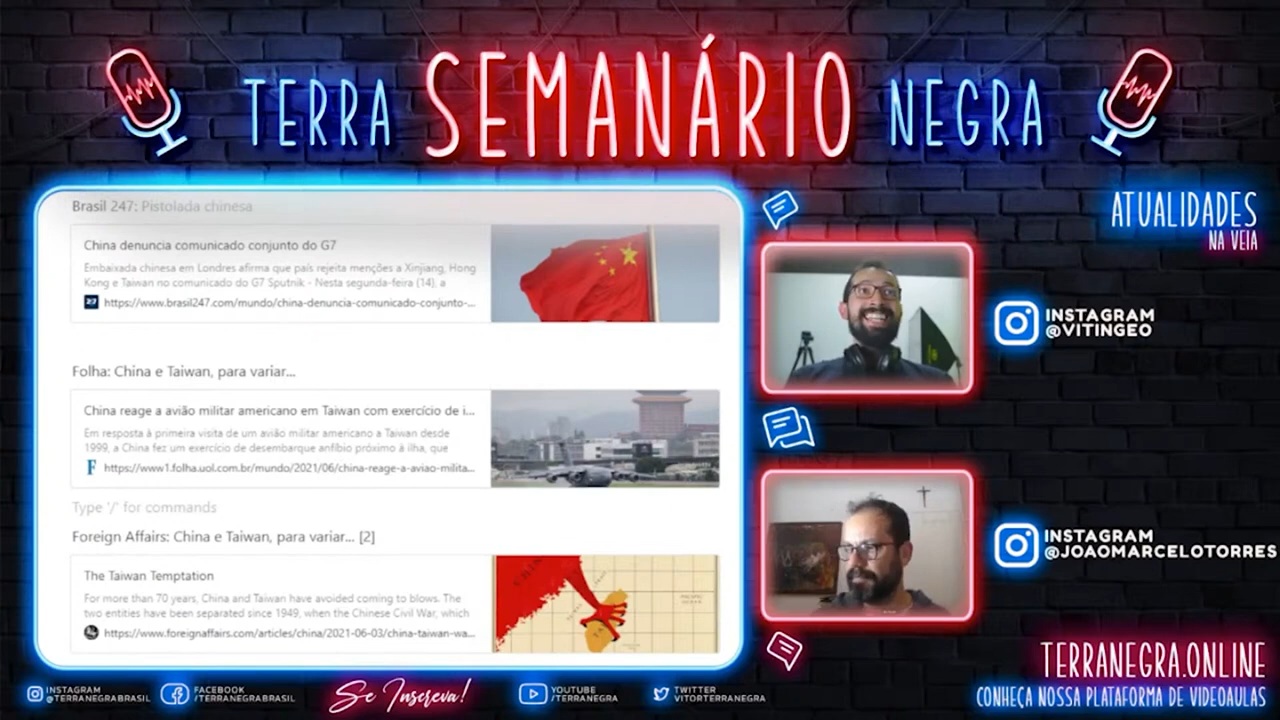 TERRA SEMANÁRIO NEGRA
Brasil 247: Pistolada chinesa
China denuncia comunicado conjunto do G7
Embaixada chinesa em Londres afirma que país rejeita menções a Xinjiang, Hong
Kong e Taiwan no comunicado do G7 Sputnik - Nesta segunda-feira (14), a
https://www.brasil247.com/mundo/china-denuncia-comunicado-conjunto-...
Folha: China e Taiwan, para variar...
China reage a avião militar americano em Taiwan com exercício de i...
Em resposta à primeira visita de um avião militar americano a Taiwan desde
1999, a China fez um exercício de desembarque anfíbio próximo à ilha, que
F https://www1.folha.uol.com.br/mundo/2021/06/china-reage-a-aviao-milita...
Type '/' for commands
Foreign Affairs: China e Taiwan, para variar... [2]
The Taiwan Temptation
For more than 70 years, China and Taiwan have avoided coming to blows. The
two entities have been separated since 1949, when the Chinese Civil War, which
https://www.foreignaffairs.com/articles/china/2021-06-03/china-taiwan-wa...
ATUALIDADES
NA VEIA
INSTAGRAM
@VITINGEO
INSTAGRAM
@JOAOMARCELOTORRES
TERRANEGRA.ONLINE
CONHEÇA NOSSA PLATAFORMA DE VIDEOAULAS
INSTAGRAM
@TERRANEGRABRASIL
FACEBOOK
/TERRANEGRABRASIL
Se Inscreva!
YOUTUBE
/TERRANEGRA
TWITTER
VITORTERRANEGRA